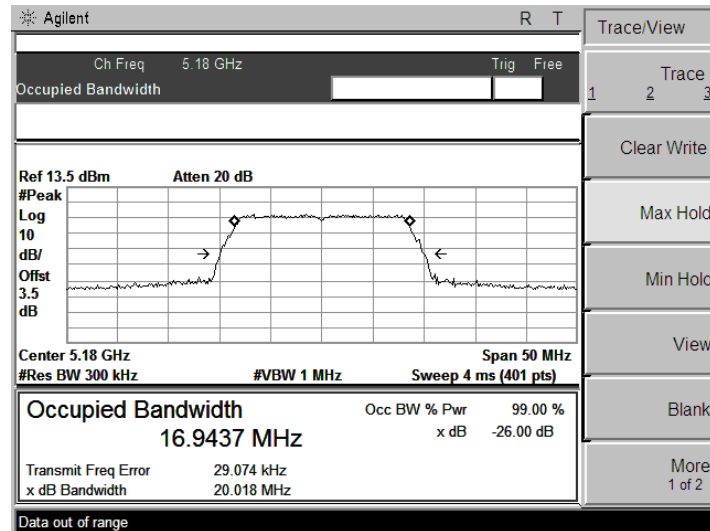 Agilent R T
Trace/View
Ch Freq 5.18 GHz Trig Free
Occupied Bandwidth
Trace
1 2 3
Clear Write
Ref 13.5 dBm Atten 20 dB
#Peak
Log
10
dB/
Offst
3.5
dB
Max Hold
Min Hold
Center 5.18 GHz Span 50 MHz
#Res BW 300 kHz #VBW 1 MHz Sweep 4 ms (401 pts)
View
Occupied Bandwidth Occ BW % Pwr 99.00 %
16.9437 MHz x dB -26.00 dB
Blank
Transmit Freq Error 29.074 kHz
x dB Bandwidth 20.018 MHz
More
1 of 2
Data out of range